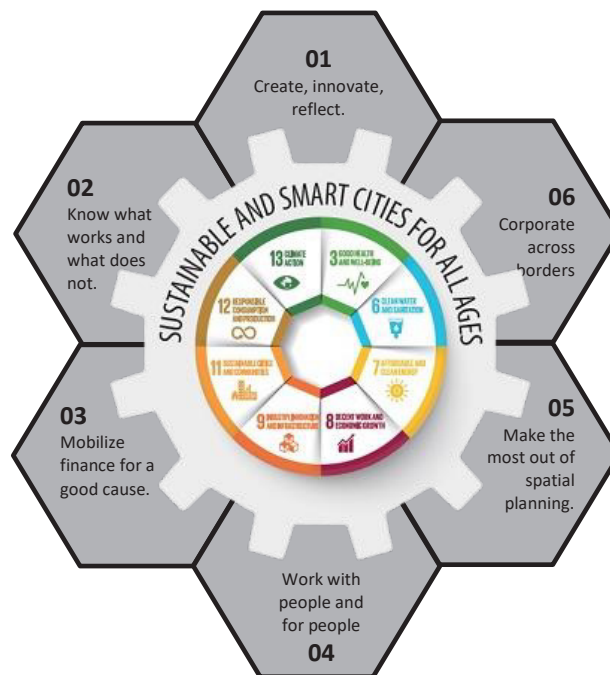 01
Create, innovate,
reflect.
02
Know what
works and
what does
not.
03
Mobilize
finance for a
good cause.
Work with
people and
for people
04
05
Make the
most out of
spatial
planning.
06
Corporate
across
borders
SUSTAINABLE AND SMART CITIES FOR ALL AGES
3 GOOD HEALTH
AND WELL-BEING
6 CLEAN WATER
AND SANITATION
7 AFFORDABLE AND
CLEAN ENERGY
8 DECENT WORK AND
ECONOMIC GROWTH
9 INDUSTRY, INNOVATION
AND INFRASTRUCTURE
11 SUSTAINABLE CITIES
AND COMMUNITIES
12 RESPONSIBLE
CONSUMPTION
AND PRODUCTION
13 CLIMATE
ACTION